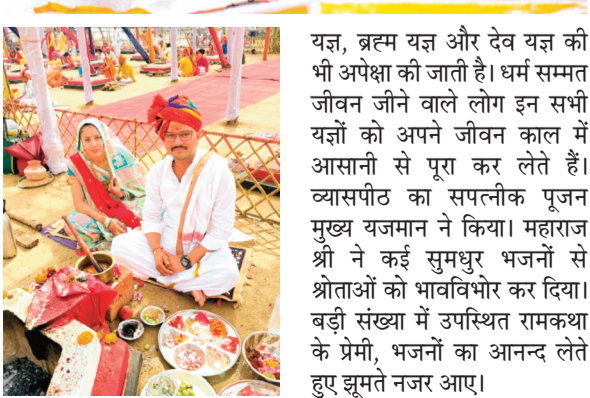 यज्ञ, ब्रह्म यज्ञ और देव यज्ञ की
भी अपेक्षा की जाती है। धर्म सम्मत
जीवन जीने वाले लोग इन सभी
यज्ञों को अपने जीवन काल में
आसानी से पूरा कर लेते हैं।
व्यासपीठ का सपत्नीक पूजन
मुख्य यजमान ने किया। महाराज
श्री ने कई सुमधुर भजनों से
श्रोताओं को भावविभोर कर दिया।
बड़ी संख्या में उपस्थित रामकथा
के प्रेमी, भजनों का आनन्द लेते
हुए झूमते नजर आए।